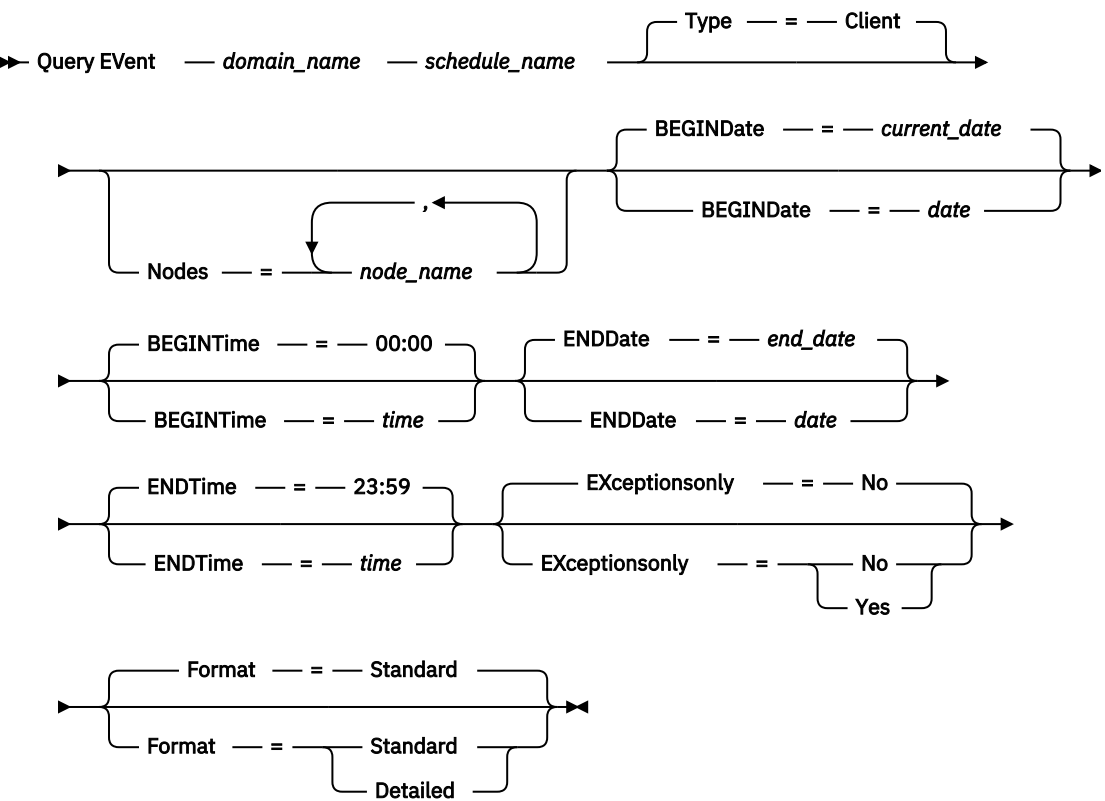 Type = Client
Query EVent domain_name schedule_name
BEGINDate = current_date
BEGINDate = date
,
Nodes = node_name
BEGINTime = 00:00
BEGINTime = time
ENDDate = end_date
ENDDate = date
ENDTime = 23:59
ENDTime = time
EXceptionsonly = No
EXceptionsonly = No
Yes
Format = Standard
Format = Standard
Detailed